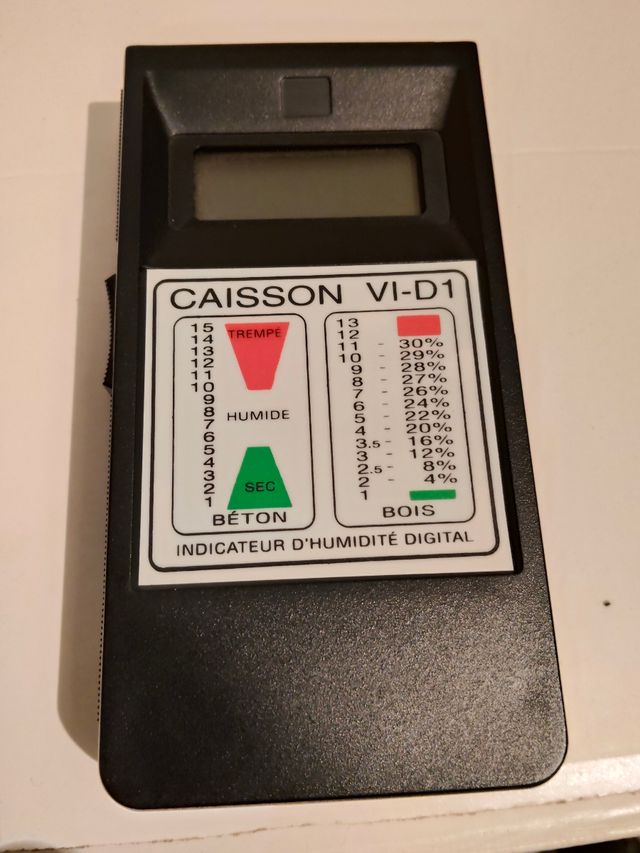 CAISSON VI-D1
15
14
13
12
11
10
9
8
7
6
5
4
3
2
1
TREMPÉ
HUMIDE
SEC
BÉTON
13
12
11 - 30%
10 - 29%
9 - 28%
8 - 27%
7 - 26%
6 - 24%
5 - 22%
4 - 20%
3.5 - 16%
3 - 12%
2.5 - 8%
2 - 4%
1
BOIS
INDICATEUR D'HUMIDITÉ DIGITAL